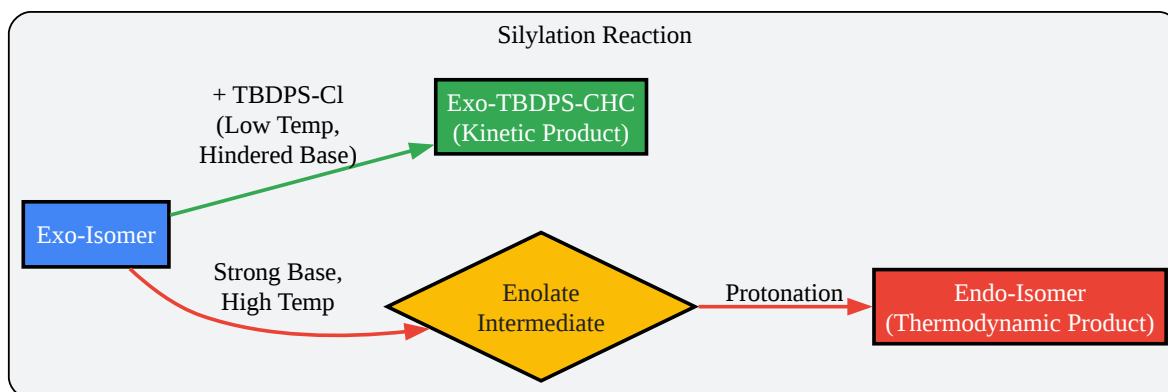 Silylation Reaction
+ TBDPS-Cl
(Low Temp,
Hindered Base)
Exo-TBDPS-CHC
(Kinetic Product)
Exo-Isomer
Strong Base,
High Temp
Enolate
Intermediate
Protonation
Endo-Isomer
(Thermodynamic Product)